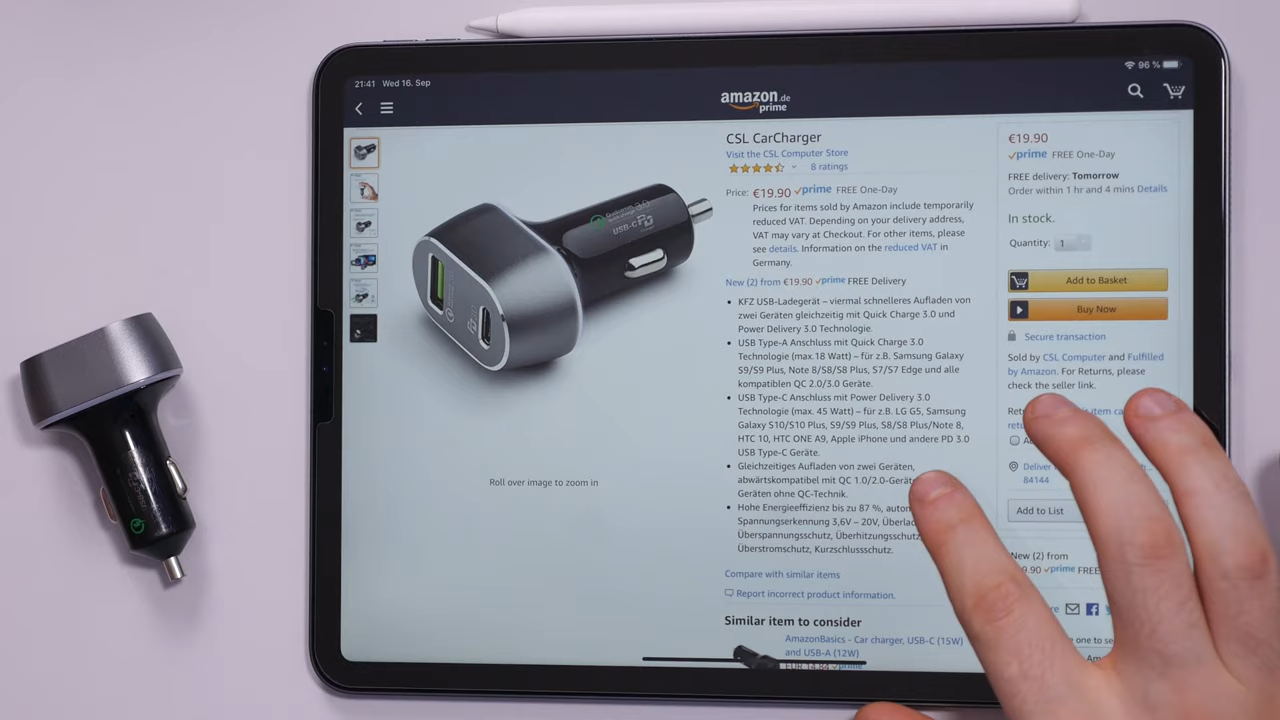 21:41 Wed 16. Sep
96 %
amazon.de
prime
CSL CarCharger
Visit the CSL Computer Store
8 ratings
Price: €19.90 prime FREE One-Day
Prices for items sold by Amazon include temporarily
reduced VAT. Depending on your delivery address,
VAT may vary at Checkout. For other items, please
see details. Information on the reduced VAT in
Germany.
New (2) from €19.90 prime FREE Delivery
• KFZ USB-Ladegerät – viermal schnelleres Aufladen von
zwei Geräten gleichzeitig mit Quick Charge 3.0 und
Power Delivery 3.0 Technologie.
• USB Type-A Anschluss mit Quick Charge 3.0
Technologie (max.18 Watt) – für z.B. Samsung Galaxy
S9/S9 Plus, Note 8/S8/S8 Plus, S7/S7 Edge und alle
kompatiblen QC 2.0/3.0 Geräte.
• USB Type-C Anschluss mit Power Delivery 3.0
Technologie (max. 45 Watt) – für z.B. LG G5, Samsung
Galaxy S10/S10 Plus, S9/S9 Plus, S8/S8 Plus/Note 8,
HTC 10, HTC ONE A9, Apple iPhone und andere PD 3.0
USB Type-C Geräte.
• Gleichzeitiges Aufladen von zwei Geräten,
abwärtskompatibel mit QC 1.0/2.0-Geräte
Geräten ohne QC-Technik.
• Hohe Energieeffizienz bis zu 87 %, auton
Spannungserkennung 3,6V – 20V, Überlad
Überspannungsschutz, Überhitzungsschutz,
Überstromschutz, Kurzschlussschutz.
Compare with similar items
Report incorrect product information.
Similar item to consider
AmazonBasics - Car charger, USB-C (15W)
and USB-A (12W)
EUR 14.84 prime
Roll over image to zoom in
USB-C
€19.90
prime FREE One-Day
FREE delivery: Tomorrow
Order within 1 hr and 4 mins Details
In stock.
Quantity: 1
Add to Basket
Buy Now
Secure transaction
Sold by CSL Computer and Fulfilled
by Amazon. For Returns, please
check the seller link.
Deliver
84144
Add to List
New (2) from
9.90 prime FREE